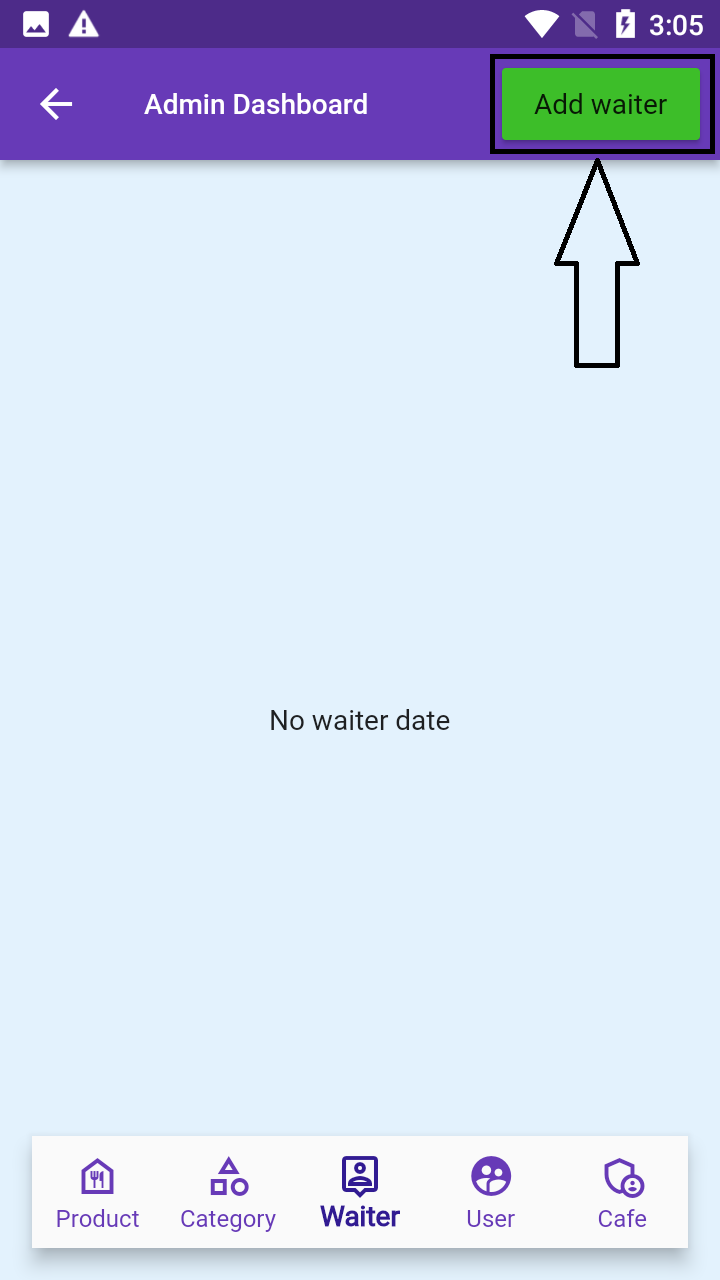 3:05
Admin Dashboard
Add waiter
No waiter date
Product
Category
Waiter
User
Cafe